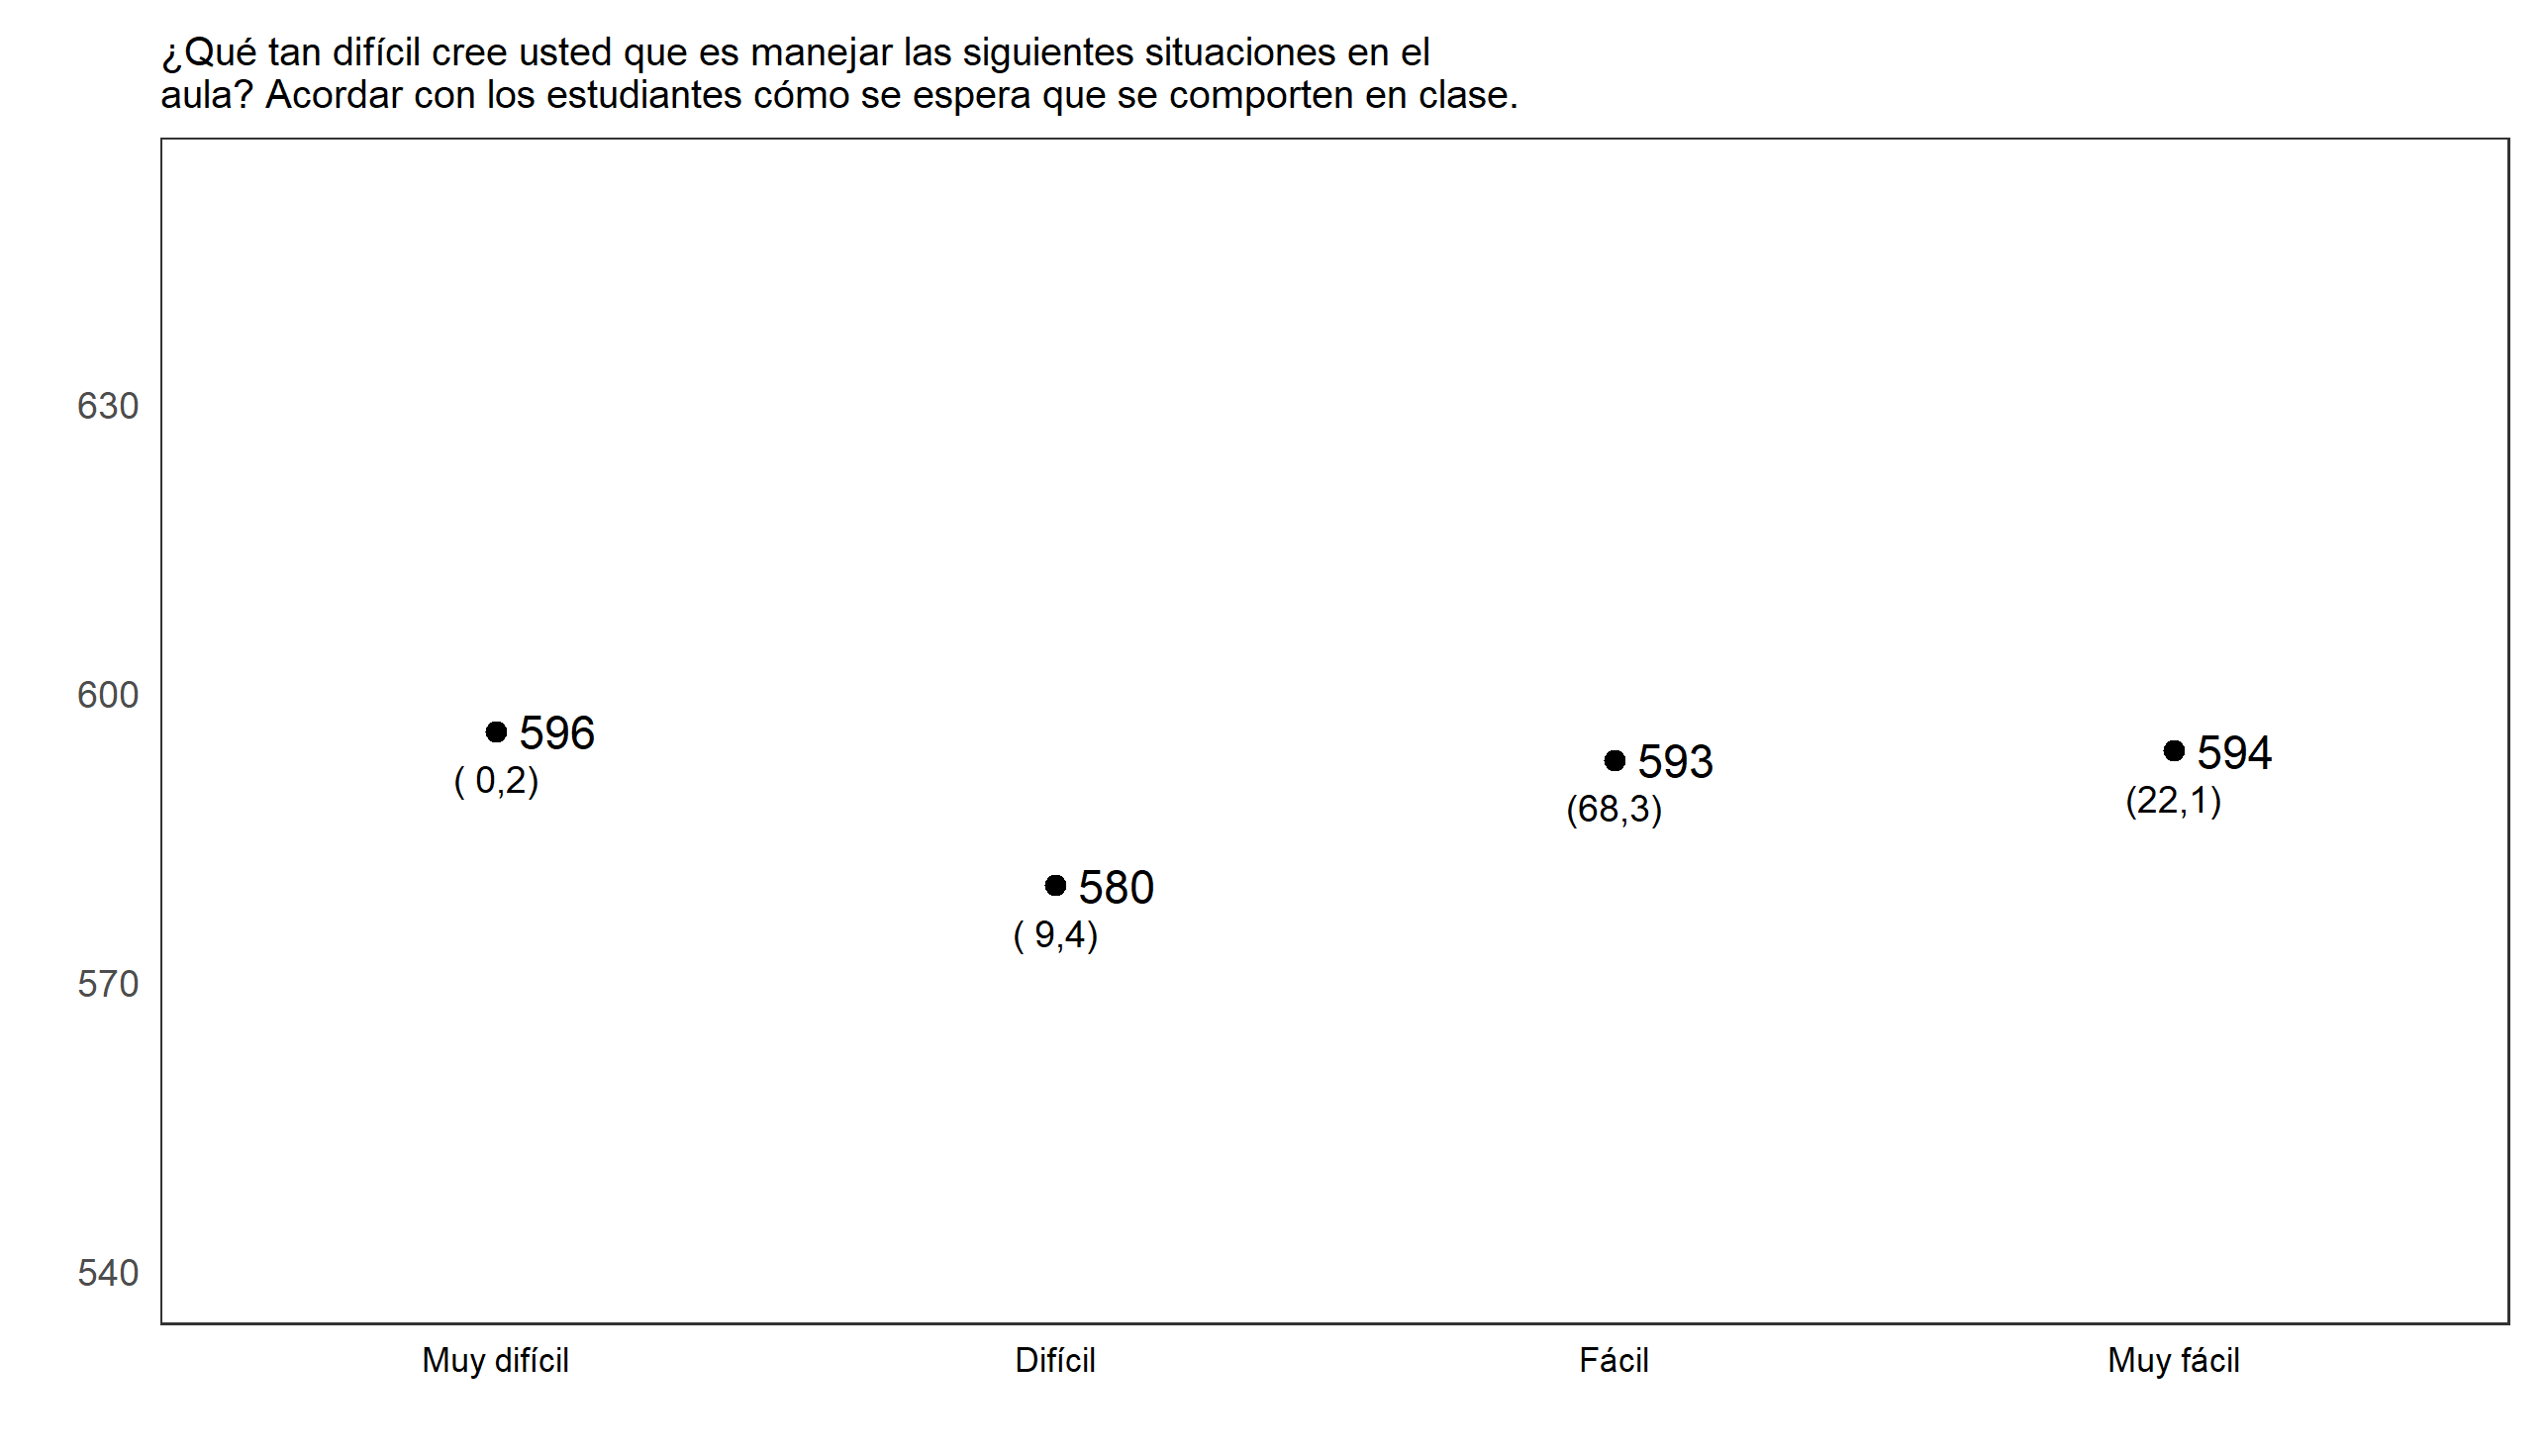 ¿Qué tan difícil cree usted que es manejar las siguientes situaciones en el
aula? Acordar con los estudiantes cómo se espera que se comporten en clase.
630
600
570
540
596
( 0,2)
580
( 9,4)
593
(68,3)
594
(22,1)
Muy difícil
Difícil
Fácil
Muy fácil